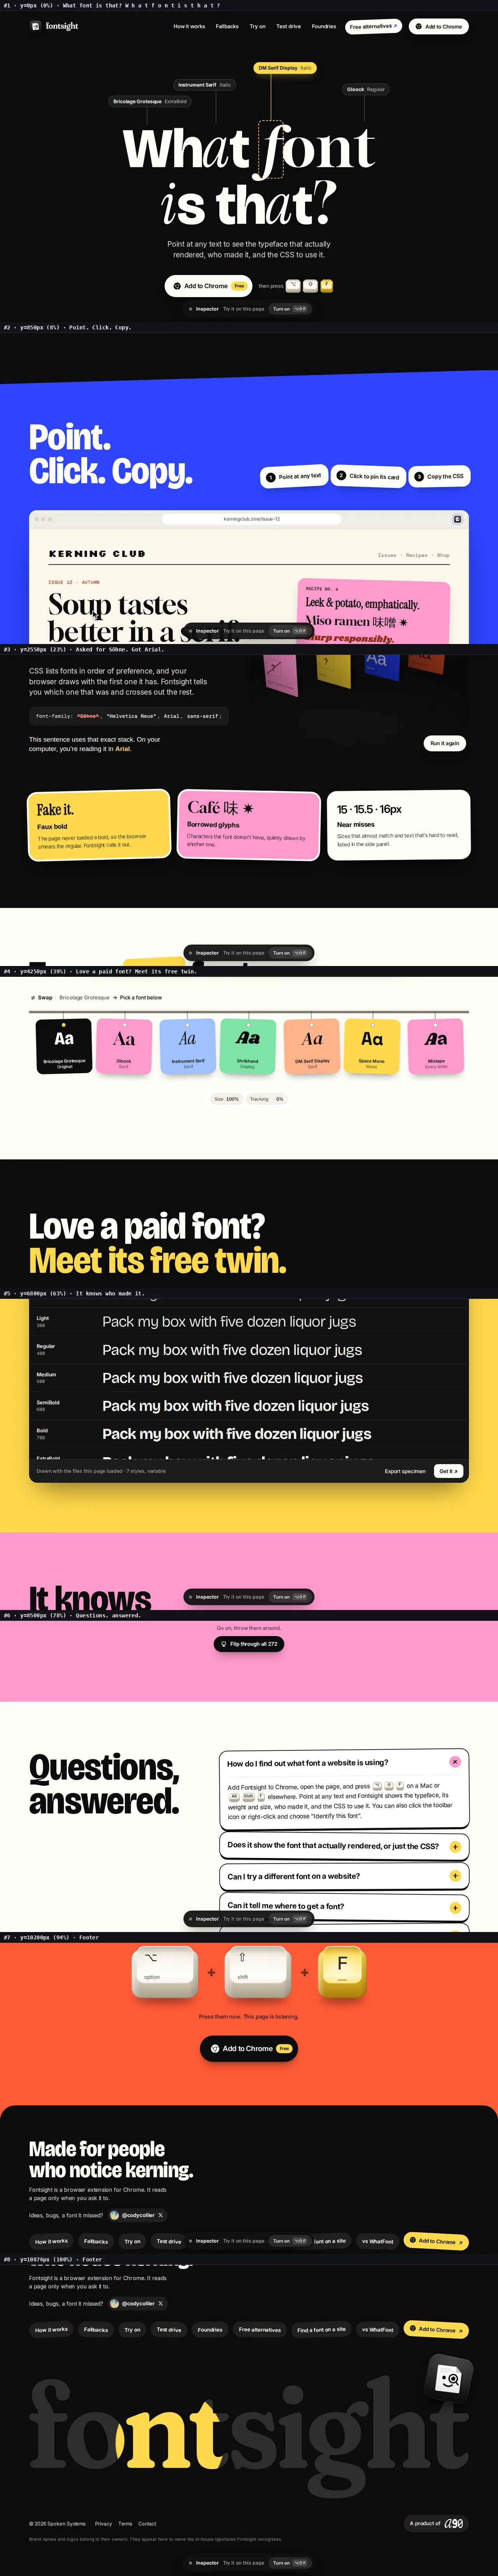 #1 · y=0px (0%) · What font is that? W h a t f o n t i s t h a t ?
fontsight
How it works
Fallbacks
Try on
Test drive
Foundries
Free alternatives ↗
Add to Chrome
DM Serif Display Italic
Instrument Serif Italic
Gloock Regular
Bricolage Grotesque ExtraBold
What font
is that?
Point at any text to see the typeface that actually
rendered, who made it, and the CSS to use it.
Add to Chrome Free
then press ⌥ ⇧ F
Inspector Try it on this page Turn on ⌥⇧F
#2 · y=850px (8%) · Point. Click. Copy.
Point.
Click. Copy.
1 Point at any text
2 Click to pin its card
3 Copy the CSS
kerningclub.zine/issue-12
KERNING CLUB
Issues · Recipes · Shop
ISSUE 12 · AUTUMN
Soup tastes
better in a serif
RECIPE NO. 4
Leek & potato, emphatically.
Miso ramen 味噌 ✷
Slurp responsibly.
Inspector Try it on this page Turn on ⌥⇧F
#3 · y=2550px (23%) · Asked for Söhne. Got Arial.
CSS lists fonts in order of preference, and your
browser draws with the first one it has. Fontsight tells
you which one that was and crosses out the rest.
font-family: "Söhne", "Helvetica Neue", Arial, sans-serif;
This sentence uses that exact stack. On your
computer, you're reading it in Arial.
Aa
Run it again
Fake it.
Faux bold
The page never loaded a bold, so the browser
smears the regular. Fontsight calls it out.
Café 味 ✷
Borrowed glyphs
Characters the font doesn't have, quietly drawn by
another one.
15 · 15.5 · 16px
Near misses
Sizes that almost match and text that's hard to read,
listed in the side panel.
Inspector Try it on this page Turn on ⌥⇧F
#4 · y=4250px (39%) · Love a paid font? Meet its free twin.
⇄ Swap Bricolage Grotesque → Pick a font below
Aa
Bricolage Grotesque
Original
Aa
Gloock
Serif
Aa
Instrument Serif
Serif
Aa
Shrikhand
Display
Aa
DM Serif Display
Serif
Aa
Space Mono
Mono
Aa
Mixtape
Every letter
Size 100%
Tracking 0%
Love a paid font?
Meet its free twin.
#5 · y=6800px (63%) · It knows who made it.
Light
300
Pack my box with five dozen liquor jugs
Regular
400
Pack my box with five dozen liquor jugs
Medium
500
Pack my box with five dozen liquor jugs
SemiBold
600
Pack my box with five dozen liquor jugs
Bold
700
Pack my box with five dozen liquor jugs
ExtraBold
Pack my box with five dozen liquor jugs
Drawn with the files this page loaded · 7 styles, variable
Export specimen
Get it ↗
It knows
Inspector Try it on this page Turn on ⌥⇧F
#6 · y=8500px (78%) · Questions, answered.
Go on, throw them around.
Flip through all 272
Questions,
answered.
How do I find out what font a website is using?
Add Fontsight to Chrome, open the page, and press ⌥ ⇧ F on a Mac or
Alt Shift F elsewhere. Point at any text and Fontsight shows the typeface, its
weight and size, who made it, and the CSS to use it. You can also click the toolbar
icon or right-click and choose "Identify this font".
Does it show the font that actually rendered, or just the CSS?
Can I try a different font on a website?
Can it tell me where to get a font?
Inspector Try it on this page Turn on ⌥⇧F
#7 · y=10200px (94%) · Footer
⌥
option
+
⇧
shift
+
F
Press them now. This page is listening.
Add to Chrome Free
Made for people
who notice kerning.
Fontsight is a browser extension for Chrome. It reads
a page only when you ask it to.
Ideas, bugs, a font it missed? @codycollier X
How it works
Fallbacks
Try on
Test drive
Inspector Try it on this page Turn on ⌥⇧F
font on a site
vs WhatFont
Add to Chrome ↗
#8 · y=10876px (100%) · Footer
who notice kerning.
Fontsight is a browser extension for Chrome. It reads
a page only when you ask it to.
Ideas, bugs, a font it missed? @codycollier X
How it works
Fallbacks
Try on
Test drive
Foundries
Free alternatives
Find a font on a site
vs WhatFont
Add to Chrome ↗
fontsight
© 2026 Spoken Systems
Privacy
Terms
Contact
A product of a90
Brand names and logos belong to their owners. They appear here to name the in-house typefaces Fontsight recognizes.
Inspector Try it on this page Turn on ⌥⇧F